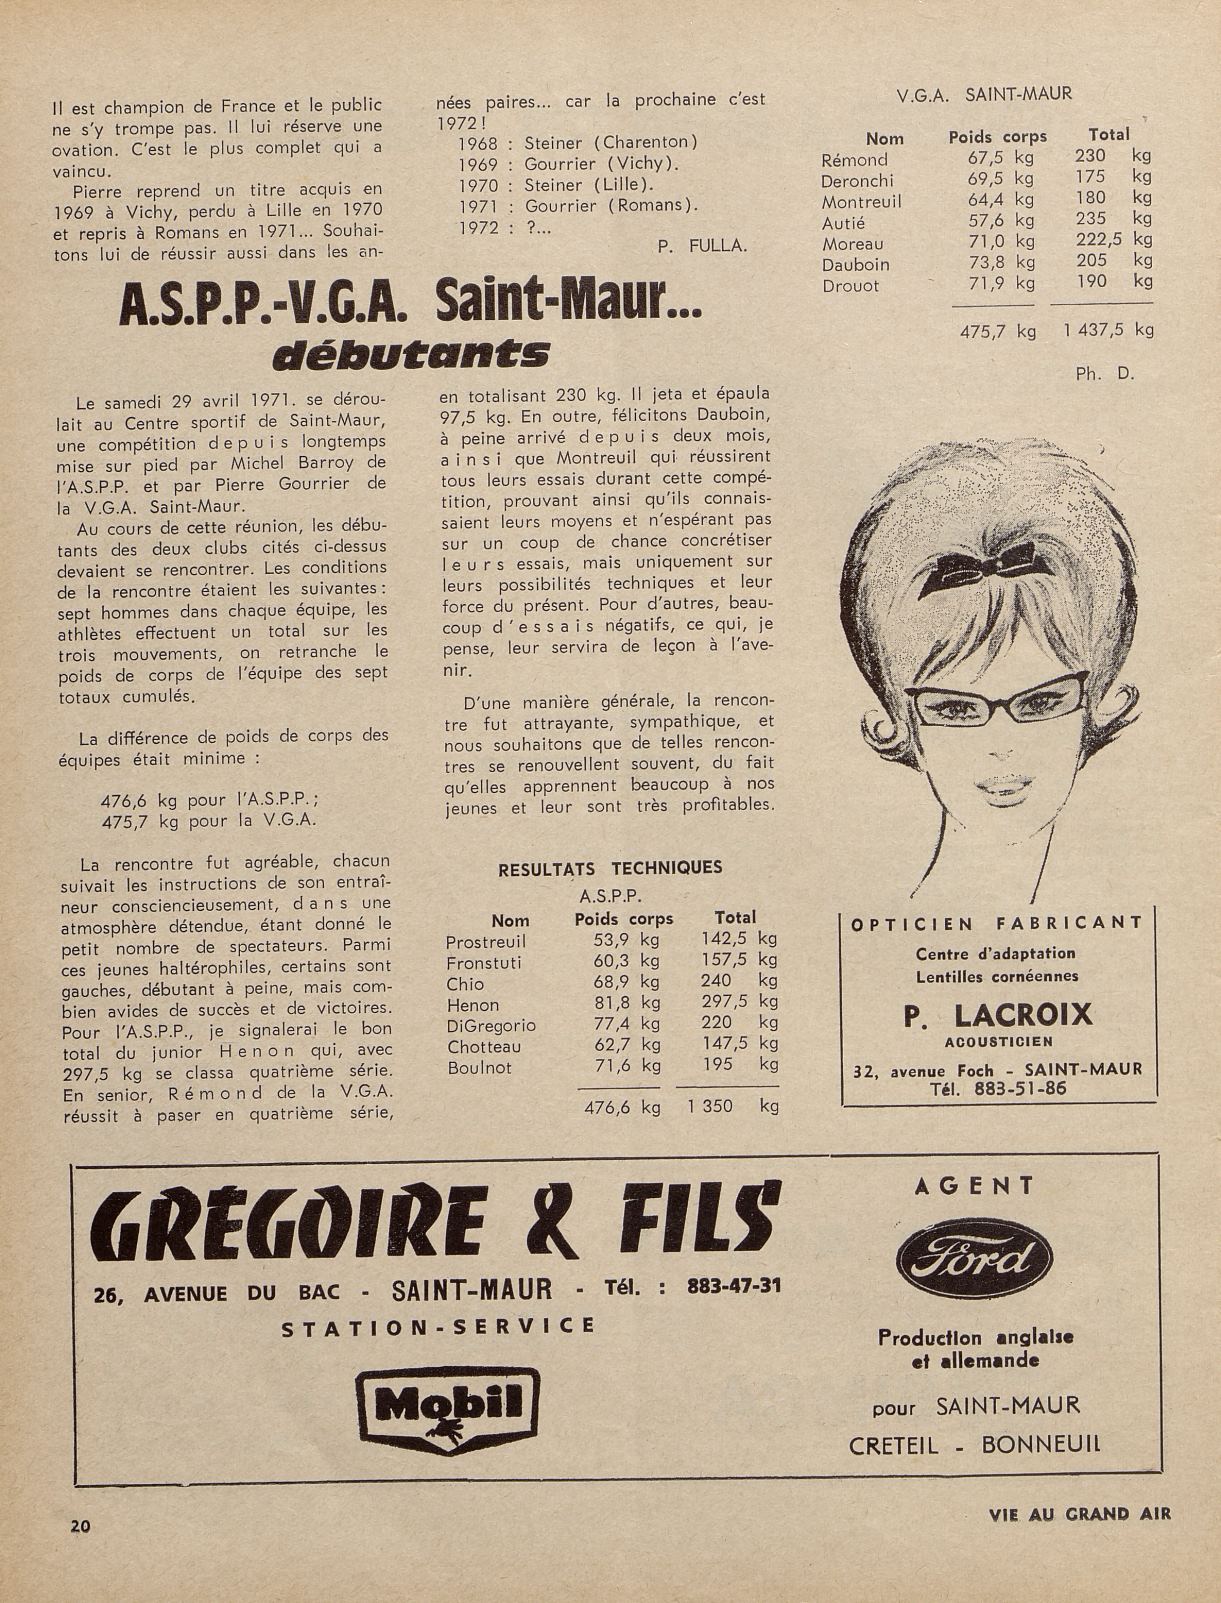 Il est champion de France et le public
ne s'y trompe pas. Il lui réserve une
ovation. C'est le plus complet qui a
vaincu.
Pierre reprend un titre acquis en
1969 à Vichy, perdu à Lille en 1970
et repris à Romans en 1971... Souhai-
tons lui de réussir aussi dans les an-
nées paires... car la prochaine c'est
1972 !
1968 : Steiner (Charenton)
1969 : Gourrier (Vichy).
1970 : Steiner (Lille).
1971 : Gourrier (Romans).
1972 : ?...
P. FULLA.
A.S.P.P.-V.G.A. Saint-Maur...
débutants
Le samedi 29 avril 1971. se dérou-
lait au Centre sportif de Saint-Maur,
une compétition depuis longtemps
mise sur pied par Michel Barroy de
l'A.S.P.P. et par Pierre Gourrier de
la V.G.A. Saint-Maur.
Au cours de cette réunion, les débu-
tants des deux clubs cités ci-dessus
devaient se rencontrer. Les conditions
de la rencontre étaient les suivantes :
sept hommes dans chaque équipe, les
athlètes effectuent un total sur les
trois mouvements, on retranche le
poids de corps de l'équipe des sept
totaux cumulés.
La différence de poids de corps des
équipes était minime :
476,6 kg pour l'A.S.P.P. ;
475,7 kg pour la V.G.A.
La rencontre fut agréable, chacun
suivait les instructions de son entraî-
neur consciencieusement, dans une
atmosphère détendue, étant donné le
petit nombre de spectateurs. Parmi
ces jeunes haltérophiles, certains sont
gauches, débutant à peine, mais com-
bien avides de succès et de victoires.
Pour l'A.S.P.P., je signalerai le bon
total du junior Henon qui, avec
297,5 kg se classa quatrième série.
En senior, Rémond de la V.G.A.
réussit à paser en quatrième série,
en totalisant 230 kg. Il jeta et épaula
97,5 kg. En outre, félicitons Dauboin,
à peine arrivé depuis deux mois,
ainsi que Montreuil qui réussirent
tous leurs essais durant cette compé-
tition, prouvant ainsi qu'ils connais-
saient leurs moyens et n'espérant pas
sur un coup de chance concrétiser
leurs essais, mais uniquement sur
leurs possibilités techniques et leur
force du présent. Pour d'autres, beau-
coup d'essais négatifs, ce qui, je
pense, leur servira de leçon à l'ave-
nir.
D'une manière générale, la rencon-
tre fut attrayante, sympathique, et
nous souhaitons que de telles rencon-
tres se renouvellent souvent, du fait
qu'elles apprennent beaucoup à nos
jeunes et leur sont très profitables.
RESULTATS TECHNIQUES
A.S.P.P.
Nom Poids corps Total
Prostreuil 53,9 kg 142,5 kg
Fronstuti 60,3 kg 157,5 kg
Chio 68,9 kg 240 kg
Henon 81,8 kg 297,5 kg
DiGregorio 77,4 kg 220 kg
Chotteau 62,7 kg 147,5 kg
Boulnot 71,6 kg 195 kg
476,6 kg 1 350 kg
V.G.A. SAINT-MAUR
Nom Poids corps Total
Rémond 67,5 kg 230 kg
Deronchi 69,5 kg 175 kg
Montreuil 64,4 kg 180 kg
Autié 57,6 kg 235 kg
Moreau 71,0 kg 222,5 kg
Dauboin 73,8 kg 205 kg
Drouot 71,9 kg 190 kg
475,7 kg 1 437,5 kg
Ph. D.
OPTICIEN FABRICANT
Centre d'adaptation
Lentilles cornéennes
P. LACROIX
ACOUSTICIEN
32, avenue Foch - SAINT-MAUR
Tél. 883-51-86
GRÉGOIRE & FILS
26, AVENUE DU BAC - SAINT-MAUR - Tél. : 883-47-31
STATION-SERVICE
Mobil
AGENT
Ford
Production anglaise
et allemande
pour SAINT-MAUR
CRETEIL - BONNEUIL
20
VIE AU GRAND AIR